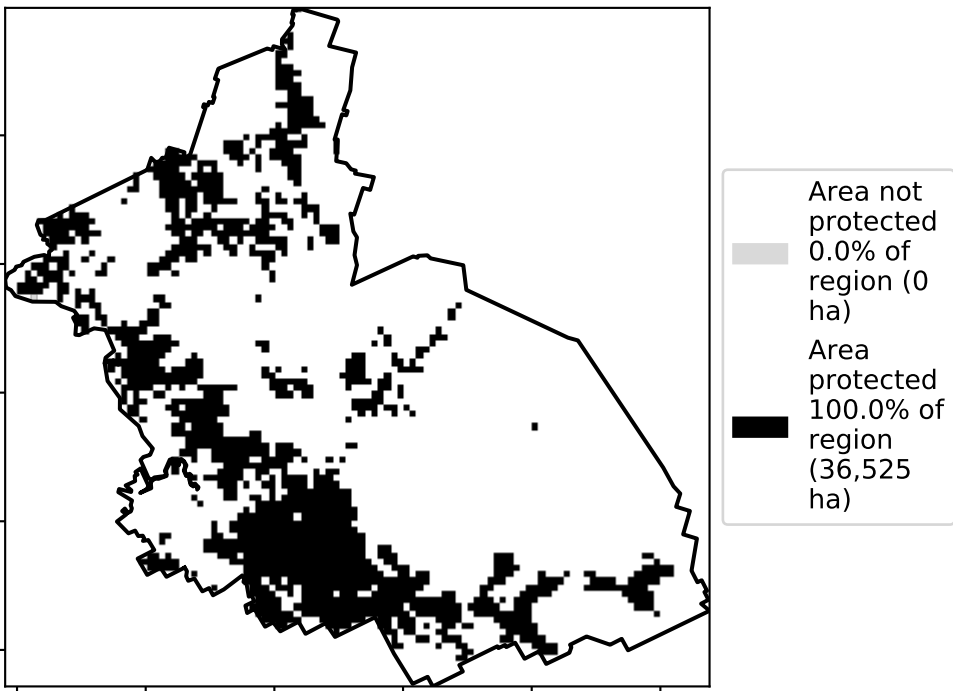 Area not
protected
0.0% of
region (0
ha)
Area
protected
100.0% of
region
(36,525
ha)